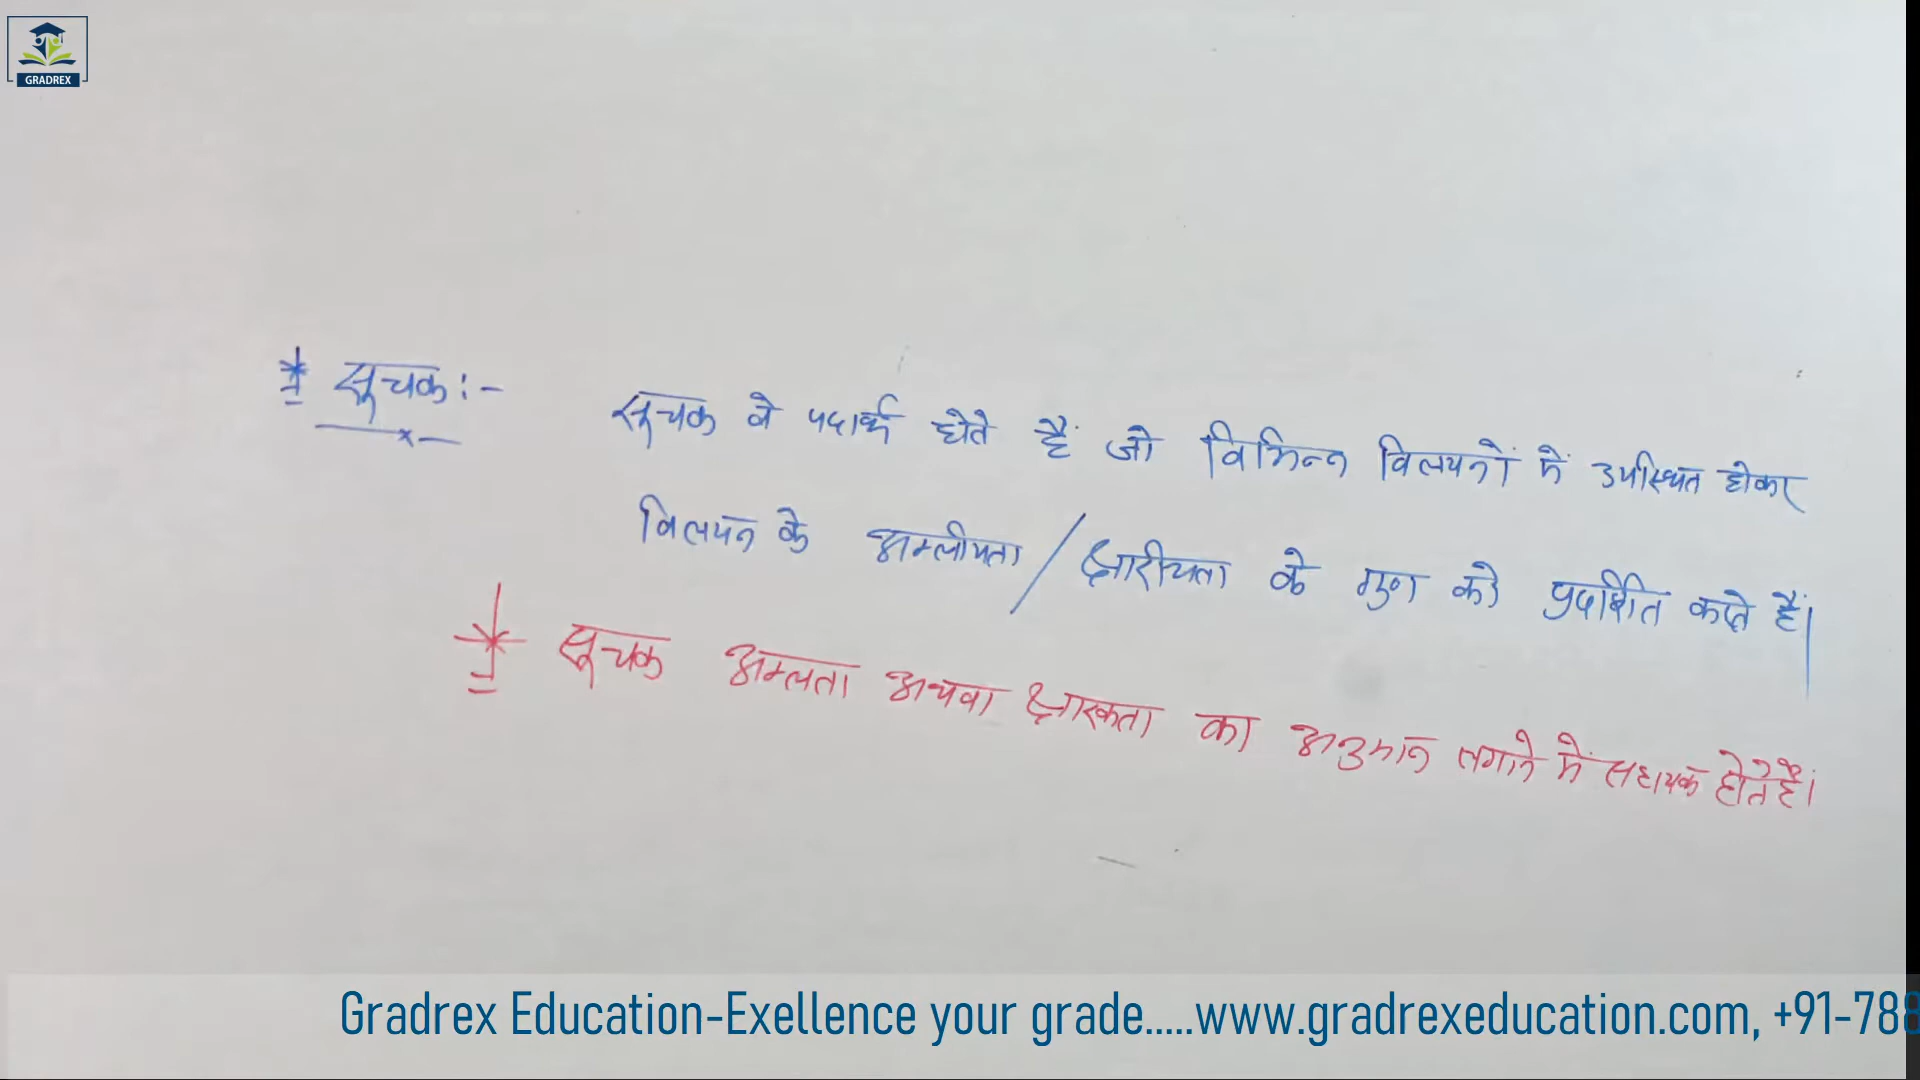 GRADREX
* सूचक :-
सूचक वे पदार्थ होते हैं जो विभिन्न विलयनों में उपस्थित होकर
विलयन के अम्लीयता / क्षारीयता के गुण को प्रदर्शित करते हैं।
* सूचक अम्लता अथवा क्षारकता का अनुमान लगाने में सहायक होते हैं।
Gradrex Education-Exellence your grade.....www.gradrexeducation.com, +91-788